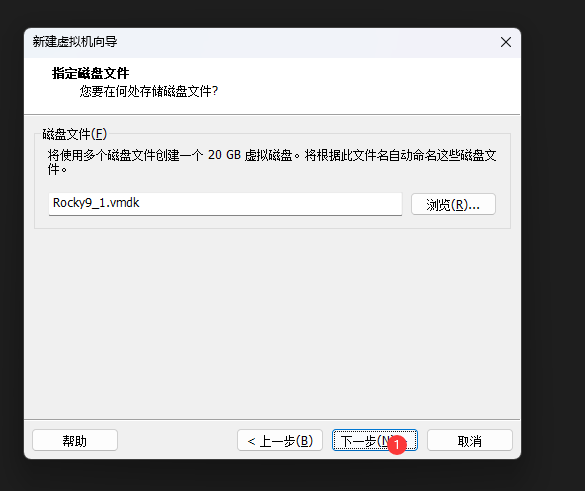 新建虚拟机向导
指定磁盘文件
您要在何处存储磁盘文件?
磁盘文件(F)
将使用多个磁盘文件创建一个 20 GB 虚拟磁盘。将根据此文件名自动命名这些磁盘文
件。
Rocky9_1.vmdk
浏览(R)...
帮助
< 上一步(B)
下一步(N)
1
取消